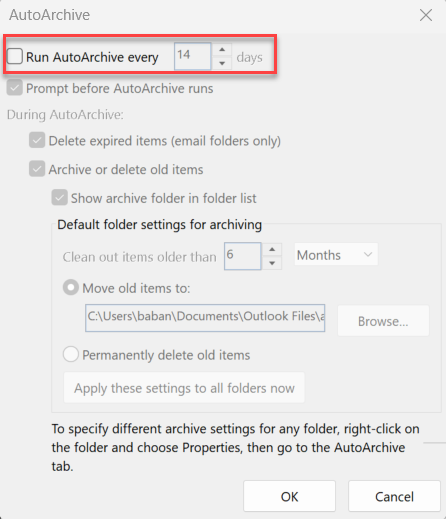 AutoArchive
Run AutoArchive every 14 days
Prompt before AutoArchive runs
During AutoArchive:
Delete expired items (email folders only)
Archive or delete old items
Show archive folder in folder list
Default folder settings for archiving
Clean out items older than 6 Months
Move old items to:
C:\Users\baban\Documents\Outlook Files\a
Browse...
Permanently delete old items
Apply these settings to all folders now
To specify different archive settings for any folder, right-click on
the folder and choose Properties, then go to the AutoArchive
tab.
OK Cancel